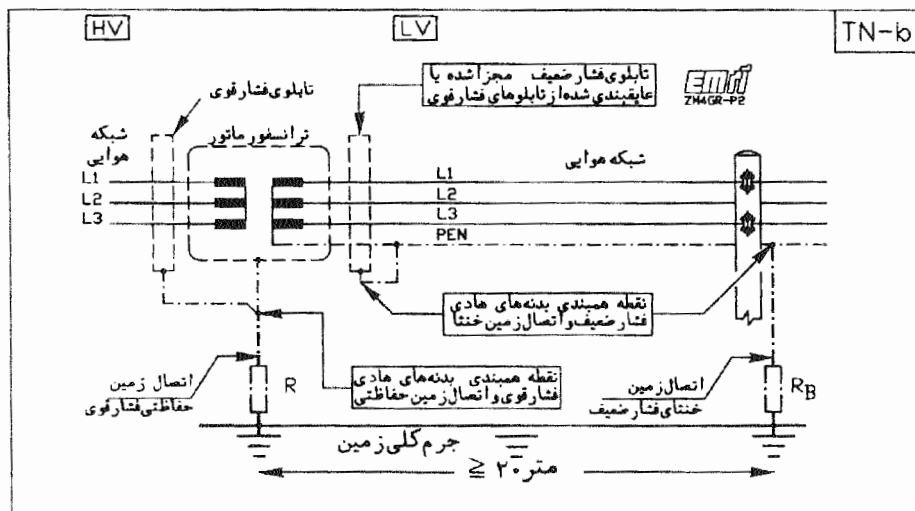 HV
LV
TN-b
تابلوی فشار ضعیف مجزا شده یا
عایقبندی شده از تابلوهای فشار قوی
emrii
ZM4GR-P2
تابلوی فشار قوی
ترانسفورماتور
شبکه
هوایی
شبکه هوایی
L1
L2
L3
L1
L2
L3
PEN
نقطه همبندی بدنه‌های هادی
فشار ضعیف و اتصال زمین خنثا
نقطه همبندی بدنه‌های هادی
فشار قوی و اتصال زمین حفاظتی
اتصال زمین
حفاظتی فشار قوی
R
اتصال زمین
خنثای فشار ضعیف
RB
جرم کلی زمین
≧ ۲۰ متر